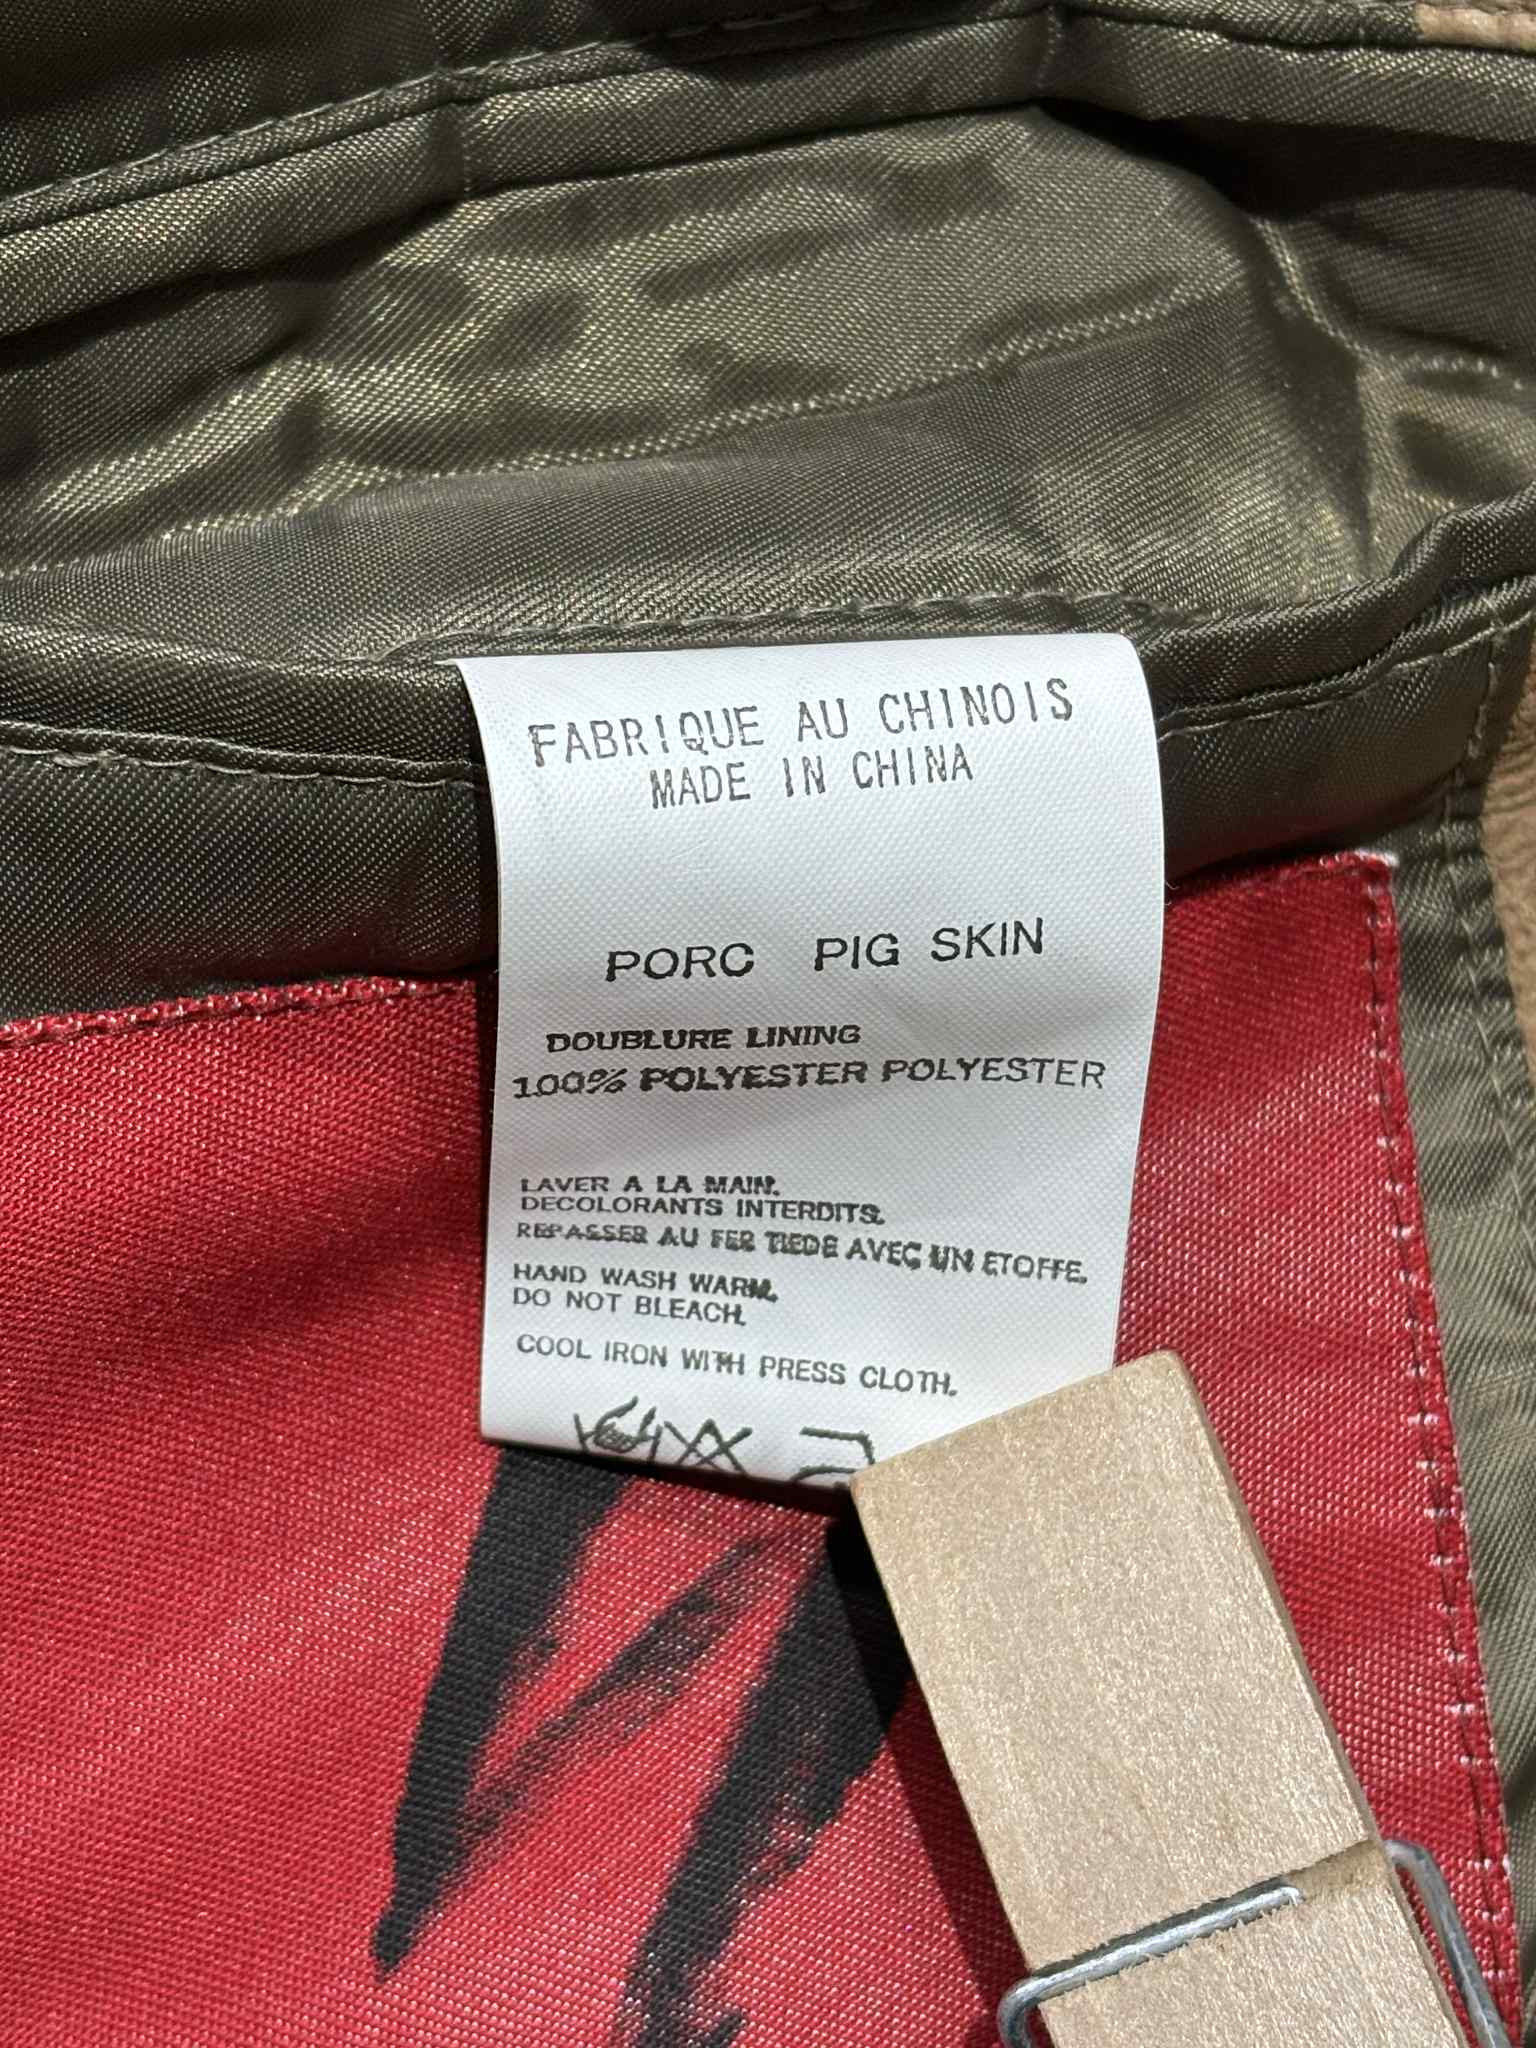 FABRIQUE AU CHINOIS
MADE IN CHINA
PORC PIG SKIN
DOUBLURE LINING
100% POLYESTER POLYESTER
LAVER A LA MAIN.
DECOLORANTS INTERDITS.
REPASSER AU FER TIEDE AVEC UN ETOFFE.
HAND WASH WARM.
DO NOT BLEACH.
COOL IRON WITH PRESS CLOTH.